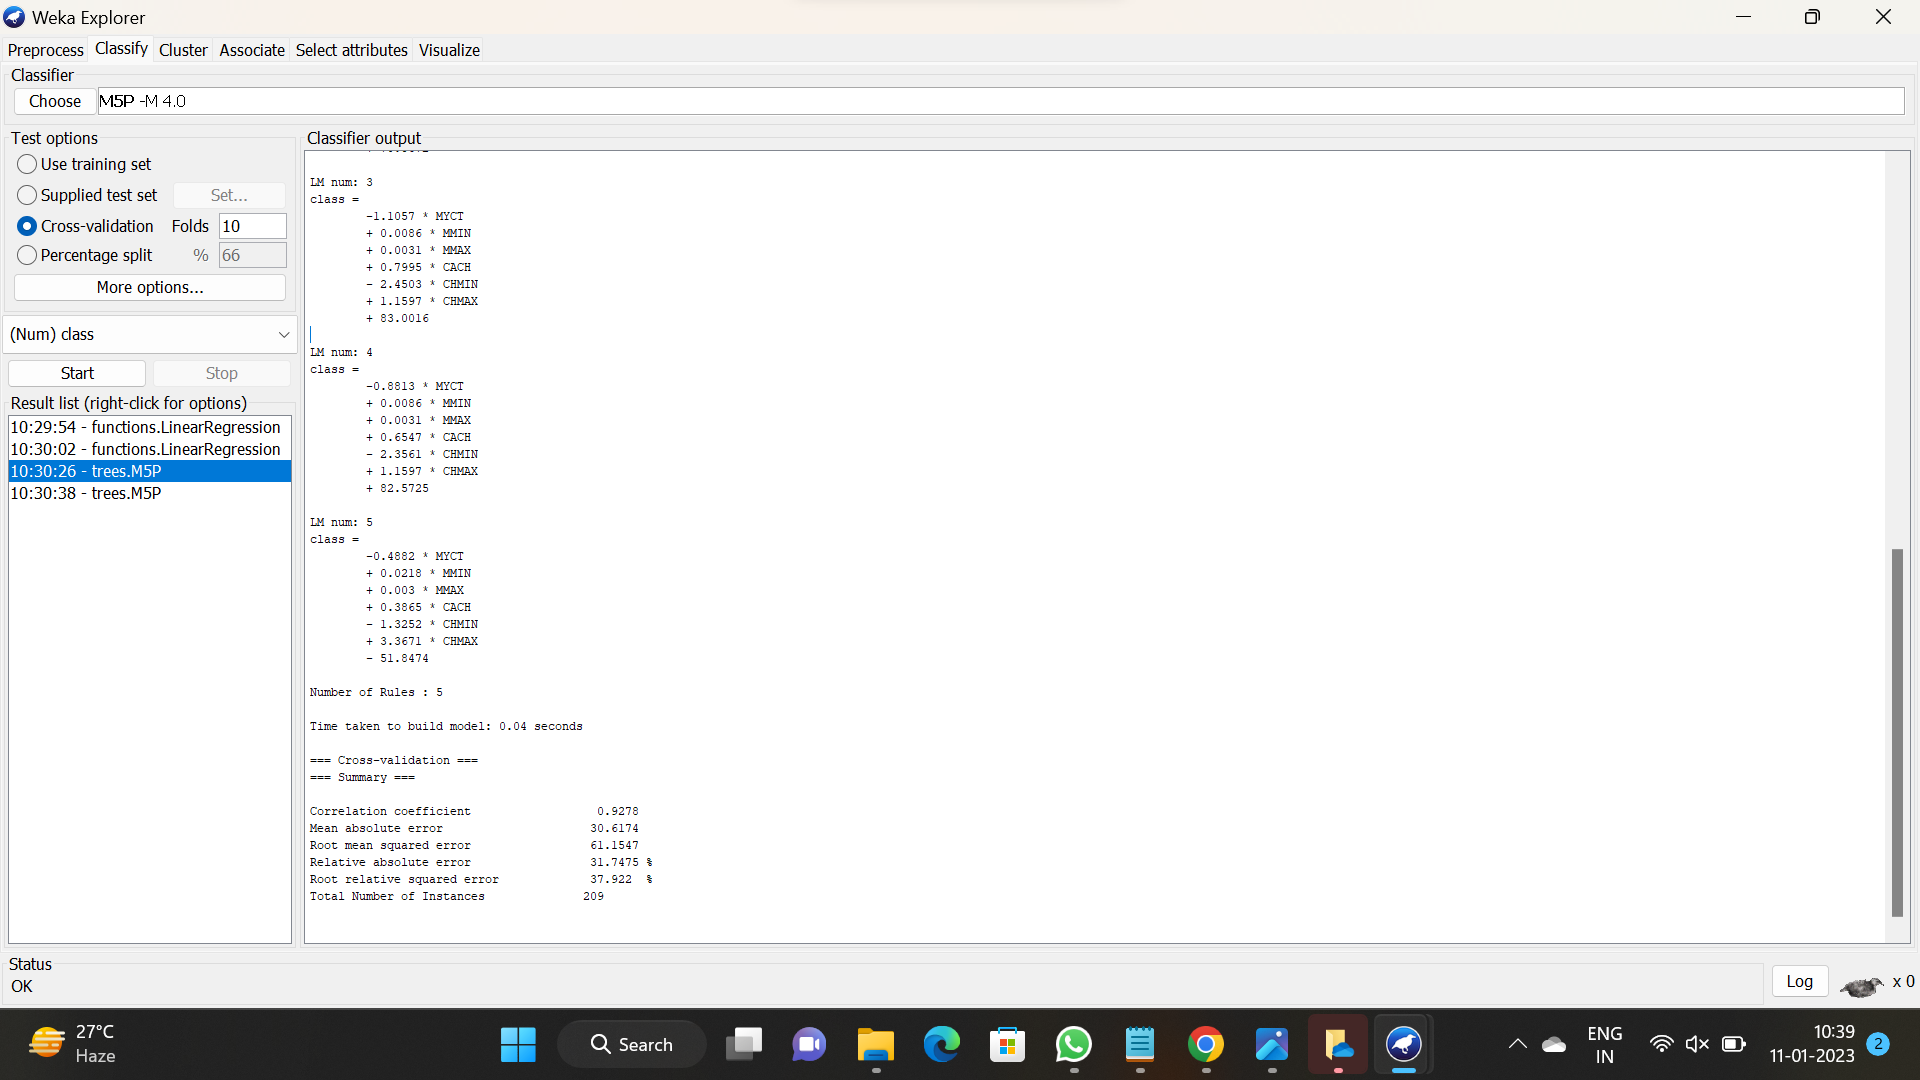 Weka Explorer
Preprocess Classify Cluster Associate Select attributes Visualize
Classifier
Choose M5P -M 4.0
Test options
Use training set
Supplied test set Set...
Cross-validation Folds 10
Percentage split % 66
More options...
(Num) class
Start Stop
Result list (right-click for options)
10:29:54 - functions.LinearRegression
10:30:02 - functions.LinearRegression
10:30:26 - trees.M5P
10:30:38 - trees.M5P
Classifier output
LM num: 3
class =
-1.1057 * MYCT
+ 0.0086 * MMIN
+ 0.0031 * MMAX
+ 0.7995 * CACH
- 2.4503 * CHMIN
+ 1.1597 * CHMAX
+ 83.0016
LM num: 4
class =
-0.8813 * MYCT
+ 0.0086 * MMIN
+ 0.0031 * MMAX
+ 0.6547 * CACH
- 2.3561 * CHMIN
+ 1.1597 * CHMAX
+ 82.5725
LM num: 5
class =
-0.4882 * MYCT
+ 0.0218 * MMIN
+ 0.003 * MMAX
+ 0.3865 * CACH
- 1.3252 * CHMIN
+ 3.3671 * CHMAX
- 51.8474
Number of Rules : 5
Time taken to build model: 0.04 seconds
=== Cross-validation ===
=== Summary ===
Correlation coefficient 0.9278
Mean absolute error 30.6174
Root mean squared error 61.1547
Relative absolute error 31.7475 %
Root relative squared error 37.922 %
Total Number of Instances 209
Status
OK
Log x 0
27°C
Haze
Search
ENG
IN
10:39
11-01-2023
2